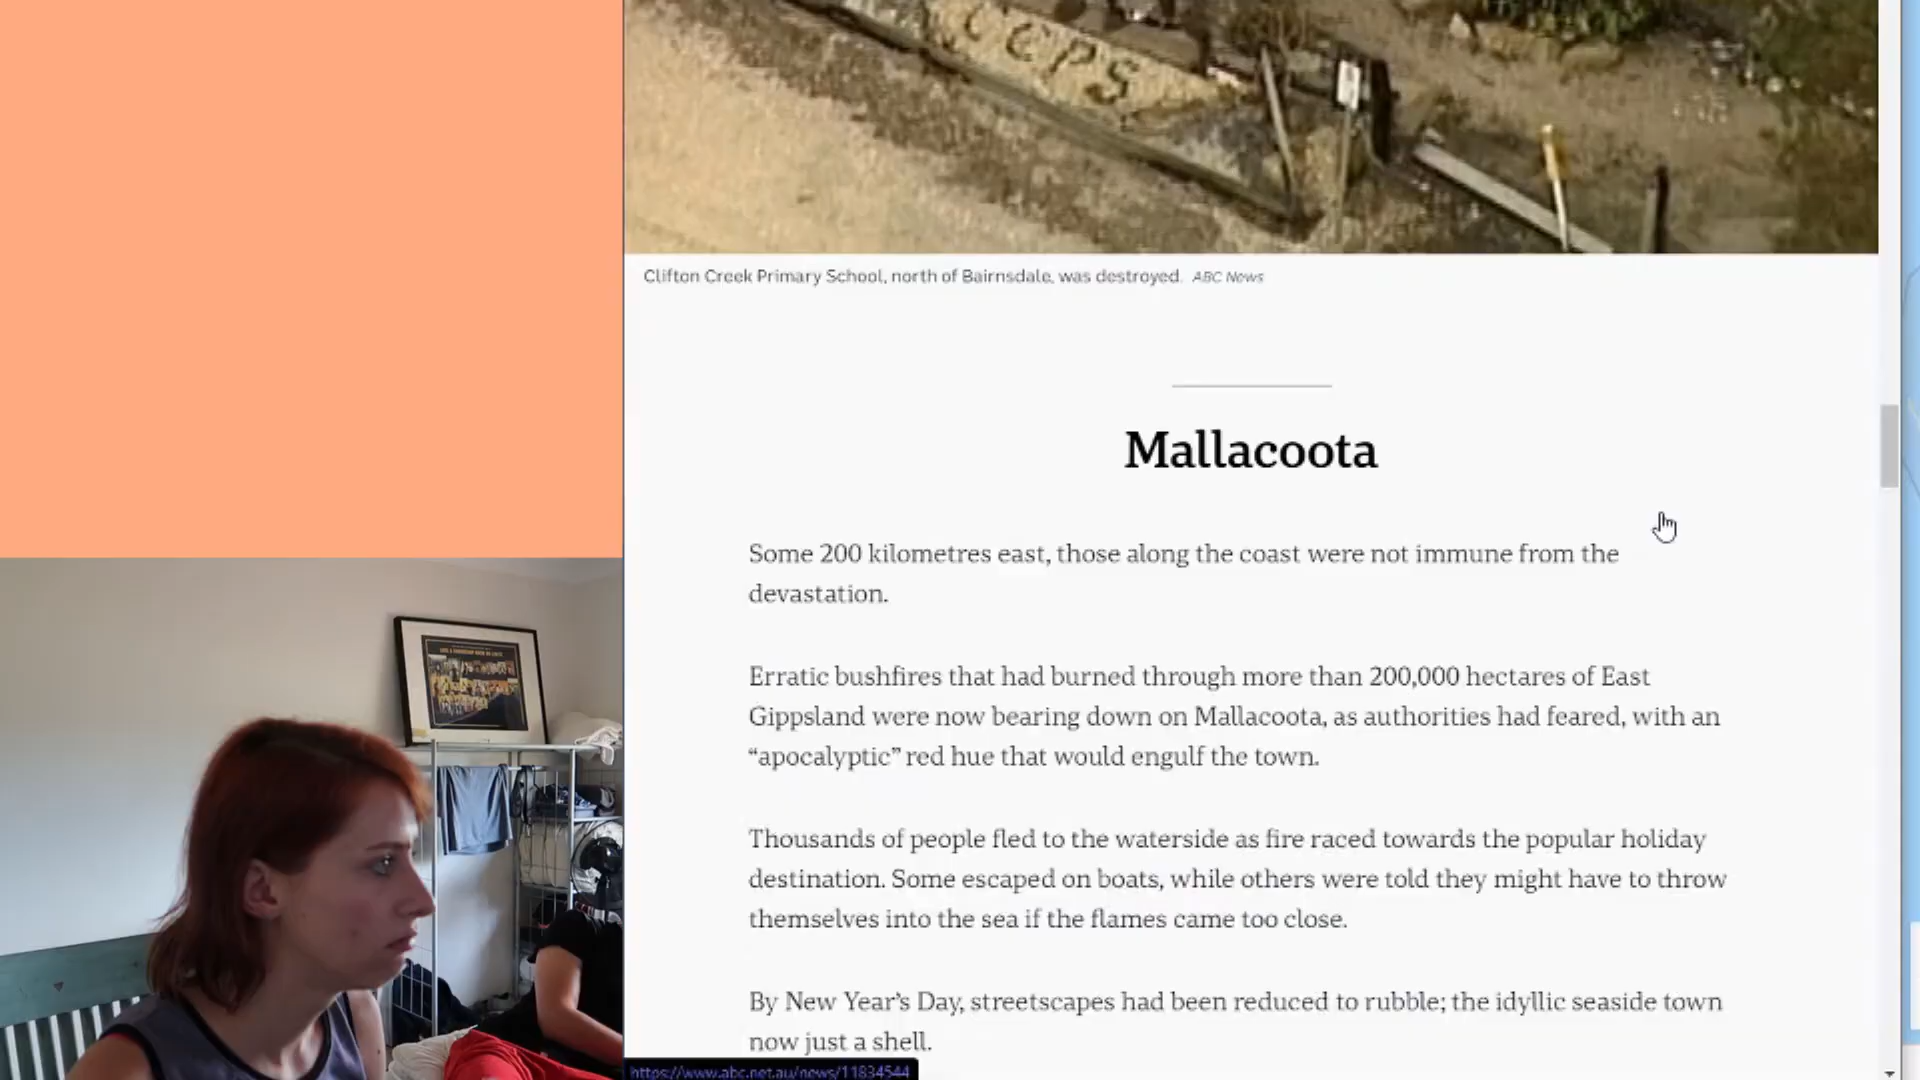 CCPS
Clifton Creek Primary School, north of Bairnsdale, was destroyed. ABC News
Mallacoota
Some 200 kilometres east, those along the coast were not immune from the
devastation.
Erratic bushfires that had burned through more than 200,000 hectares of East
Gippsland were now bearing down on Mallacoota, as authorities had feared, with an
“apocalyptic” red hue that would engulf the town.
Thousands of people fled to the waterside as fire raced towards the popular holiday
destination. Some escaped on boats, while others were told they might have to throw
themselves into the sea if the flames came too close.
By New Year’s Day, streetscapes had been reduced to rubble; the idyllic seaside town
now just a shell.
https://www.abc.net.au/news/11834544